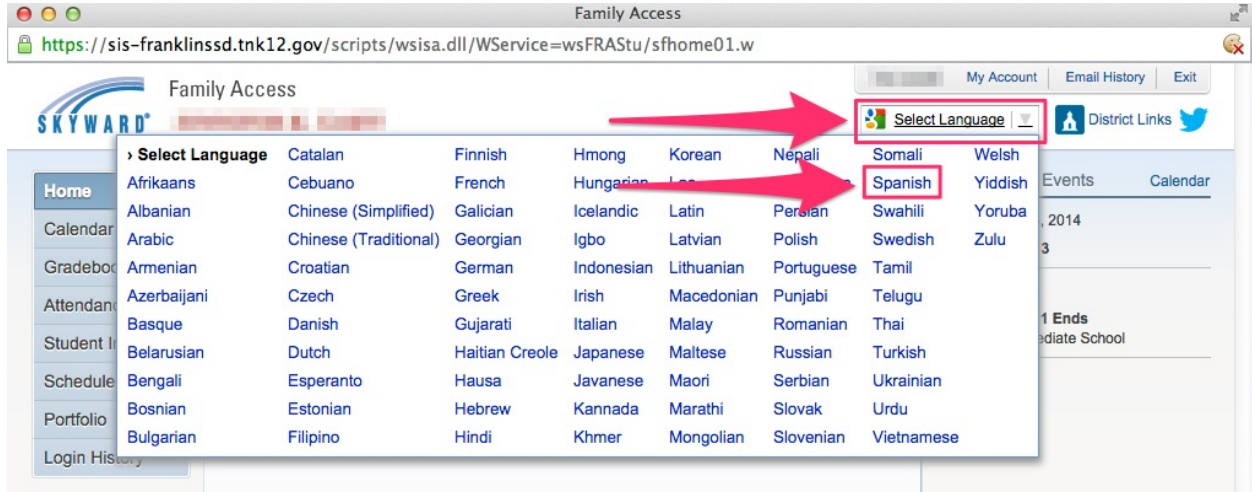 Family Access
https://sis-franklinssd.tnk12.gov/scripts/wsisa.dll/WService=wsFRAStu/sfhome01.w
My Account Email History Exit
Family Access
SKYWARD
Select Language District Links
› Select Language Catalan Finnish Hmong Korean Nepali Somali Welsh
Home Afrikaans Cebuano French Hungarian Spanish Yiddish Events Calendar
Albanian Chinese (Simplified) Galician Icelandic Latin Persian Swahili Yoruba , 2014
Calendar Arabic Chinese (Traditional) Georgian Igbo Latvian Polish Swedish Zulu 3
Armenian Croatian German Indonesian Lithuanian Portuguese Tamil
Azerbaijani Czech Greek Irish Macedonian Punjabi Telugu
Basque Danish Gujarati Italian Malay Romanian Thai 1 Ends
Belarusian Dutch Haitian Creole Japanese Maltese Russian Turkish School
Schedule Bengali Esperanto Hausa Javanese Maori Serbian Ukrainian
Bosnian Estonian Hebrew Kannada Marathi Slovak Urdu
Portfolio Bulgarian Filipino Hindi Khmer Mongolian Slovenian Vietnamese
Login History